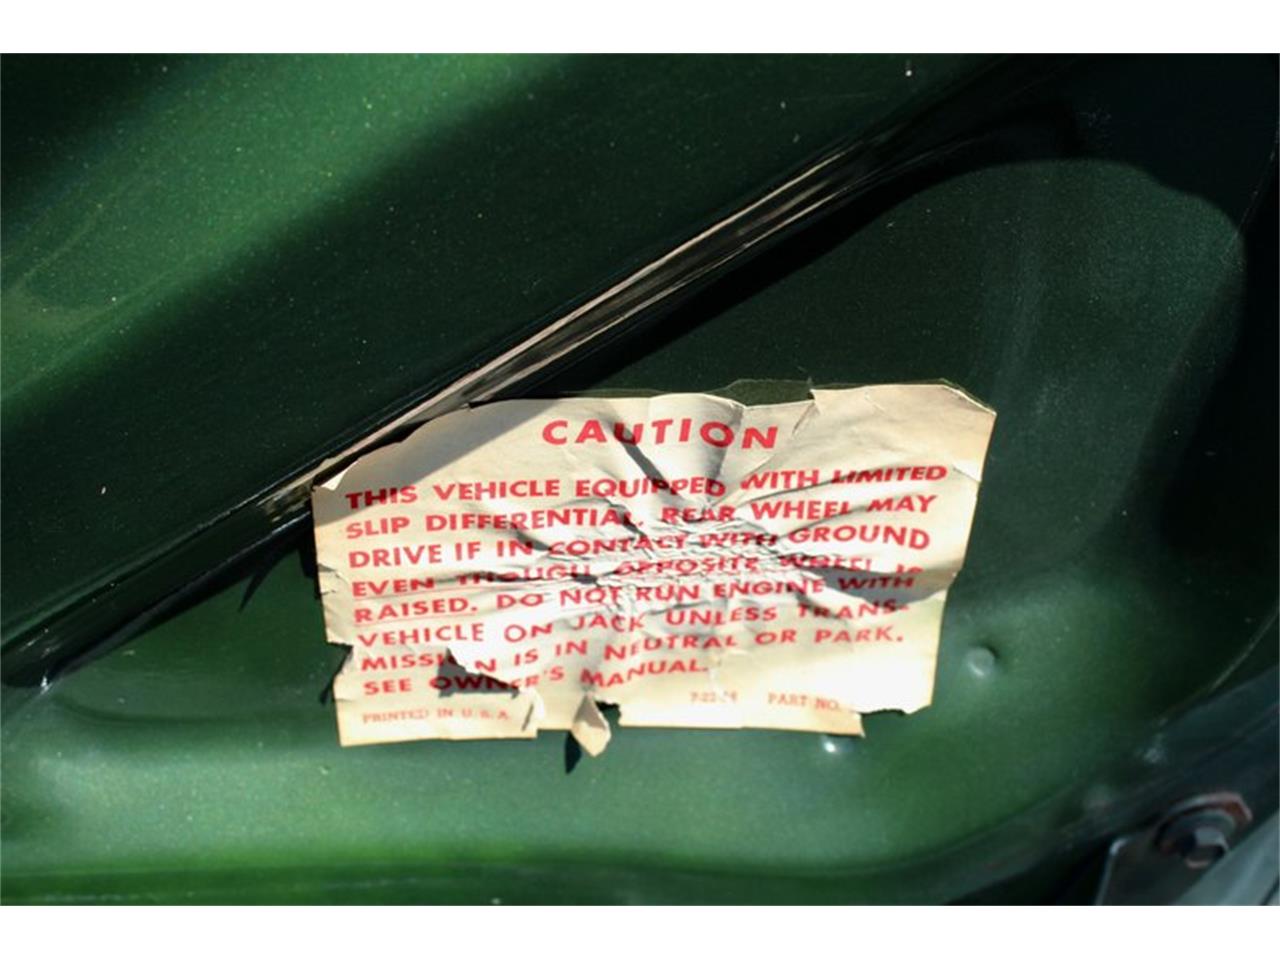 CAUTION
THIS VEHICLE EQUIPPED WITH LIMITED
SLIP DIFFERENTIAL. REAR WHEEL MAY
DRIVE IF IN CONTACT WITH GROUND
EVEN THOUGH OPPOSITE WHEEL IS
RAISED. DO NOT RUN ENGINE WITH
VEHICLE ON JACK UNLESS TRANS-
MISSION IS IN NEUTRAL OR PARK.
SEE OWNER'S MANUAL.
PRINTED IN U.S.A. PART NO.